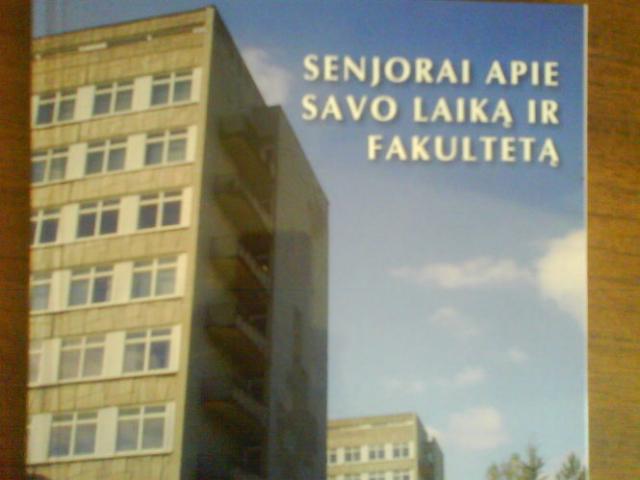 SENJORAI APIE
SAVO LAIKĄ IR
FAKULTETĄ